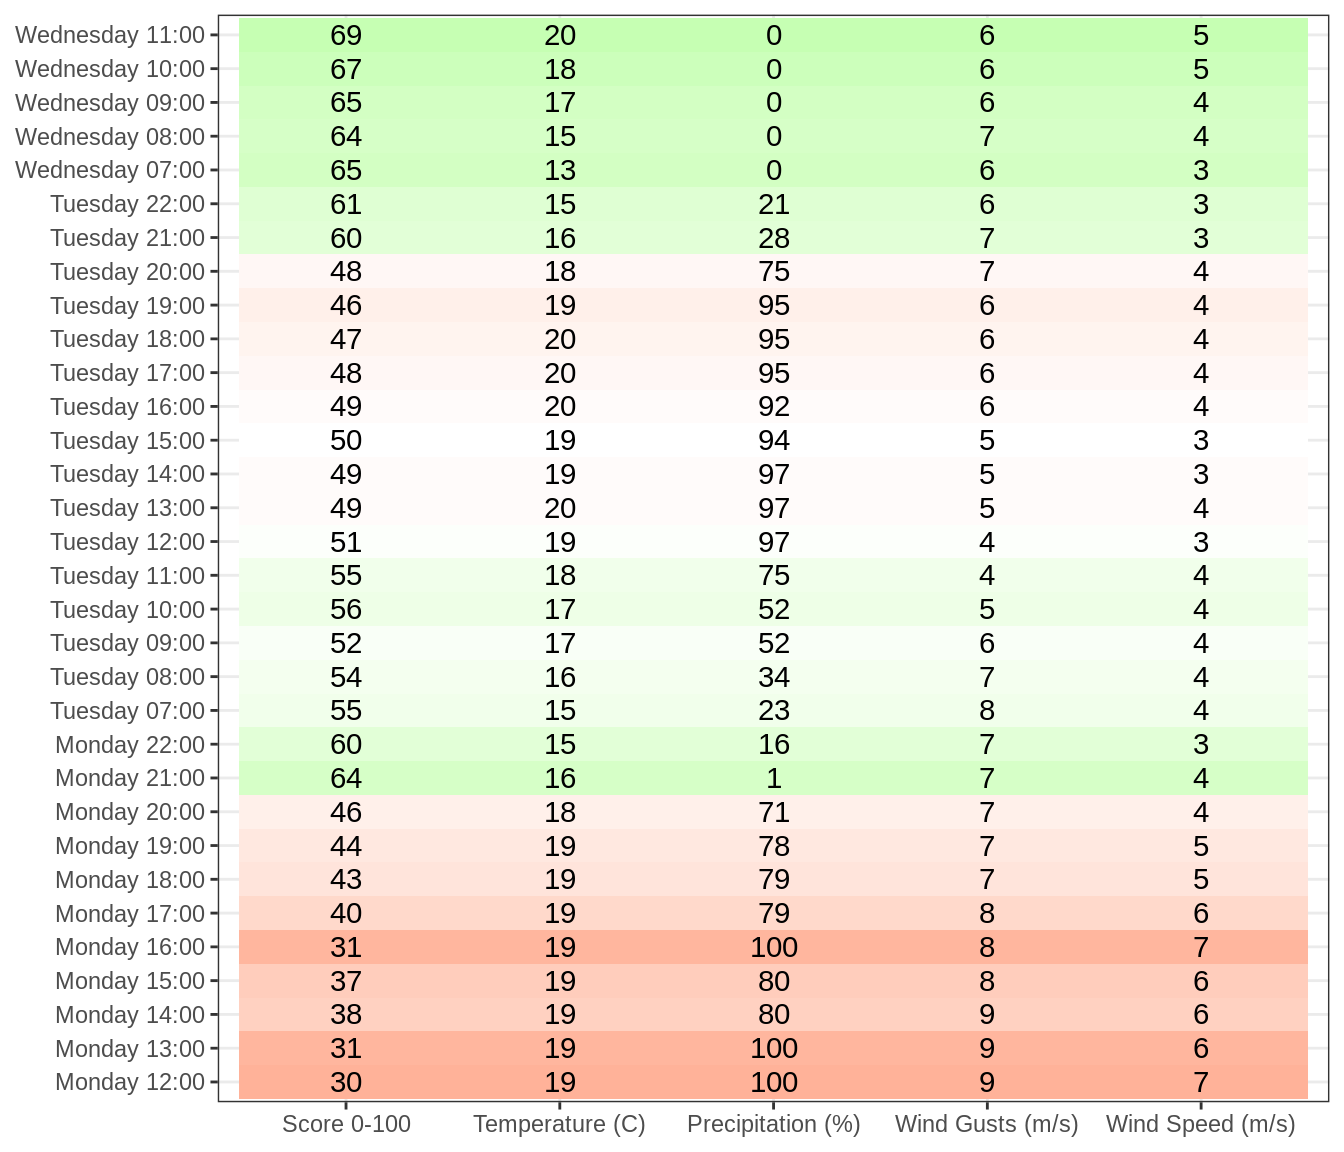 Wednesday 11:00 69 20 0 6 5
Wednesday 10:00 67 18 0 6 5
Wednesday 09:00 65 17 0 6 4
Wednesday 08:00 64 15 0 7 4
Wednesday 07:00 65 13 0 6 3
Tuesday 22:00 61 15 21 6 3
Tuesday 21:00 60 16 28 7 3
Tuesday 20:00 48 18 75 7 4
Tuesday 19:00 46 19 95 6 4
Tuesday 18:00 47 20 95 6 4
Tuesday 17:00 48 20 95 6 4
Tuesday 16:00 49 20 92 6 4
Tuesday 15:00 50 19 94 5 3
Tuesday 14:00 49 19 97 5 3
Tuesday 13:00 49 20 97 5 4
Tuesday 12:00 51 19 97 4 3
Tuesday 11:00 55 18 75 4 4
Tuesday 10:00 56 17 52 5 4
Tuesday 09:00 52 17 52 6 4
Tuesday 08:00 54 16 34 7 4
Tuesday 07:00 55 15 23 8 4
Monday 22:00 60 15 16 7 3
Monday 21:00 64 16 1 7 4
Monday 20:00 46 18 71 7 4
Monday 19:00 44 19 78 7 5
Monday 18:00 43 19 79 7 5
Monday 17:00 40 19 79 8 6
Monday 16:00 31 19 100 8 7
Monday 15:00 37 19 80 8 6
Monday 14:00 38 19 80 9 6
Monday 13:00 31 19 100 9 6
Monday 12:00 30 19 100 9 7
Score 0-100 Temperature (C) Precipitation (%) Wind Gusts (m/s) Wind Speed (m/s)